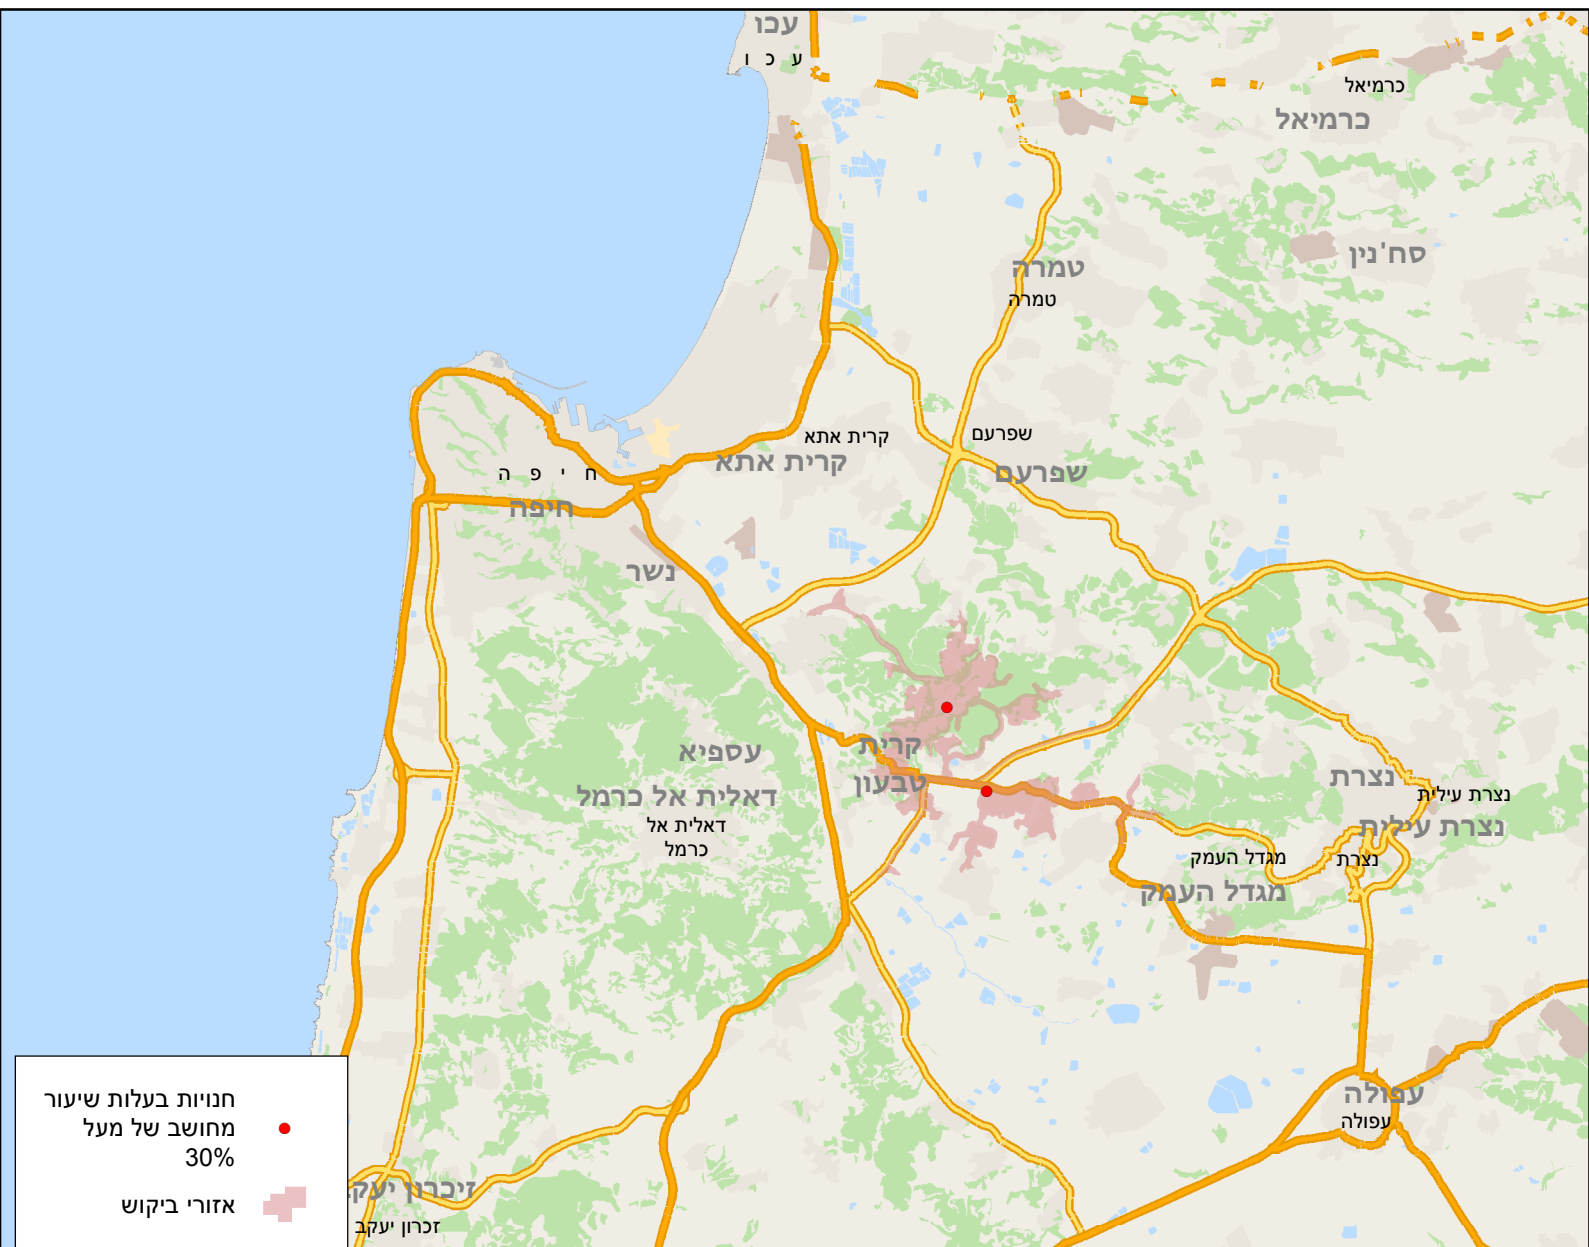 עכו
ע כ ו
כרמיאל
כרמיאל
סח'נין
טמרה
טמרה
קרית אתא
שפרעם
קרית אתא
שפרעם
ח י פ ה
חיפה
נשר
עספיא
קרית
טבעון
נצרת
דאלית אל כרמל
נצרת עילית
דאלית אל
כרמל
נצרת עילית
מגדל העמק
נצרת
מגדל העמק
עפולה
עפולה
זיכרון יעק
זכרון יעקב
חנויות בעלות שיעור
מחושב של מעל
30%
אזורי ביקוש